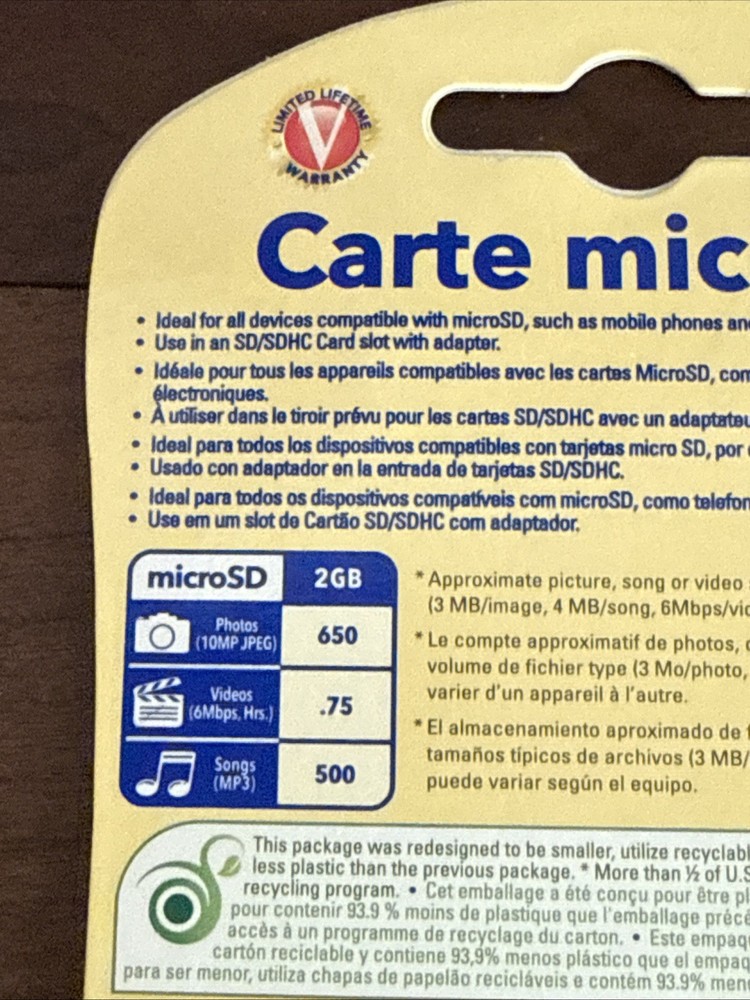 LIMITED LIFETIME
V
WARRANTY
Carte mic
• Ideal for all devices compatible with microSD, such as mobile phones an
• Use in an SD/SDHC Card slot with adapter.
• Idéale pour tous les appareils compatibles avec les cartes MicroSD, com
électroniques.
• À utiliser dans le tiroir prévu pour les cartes SD/SDHC avec un adaptateu
• Ideal para todos los dispositivos compatibles con tarjetas micro SD, por
• Usado con adaptador en la entrada de tarjetas SD/SDHC.
• Ideal para todos os dispositivos compatíveis com microSD, como telefon
• Use em um slot de Cartão SD/SDHC com adaptador.
microSD 2GB
Photos
(10MP JPEG) 650
Videos
(6Mbps, Hrs.) .75
Songs
(MP3) 500
* Approximate picture, song or video
(3 MB/image, 4 MB/song, 6Mbps/vid
* Le compte approximatif de photos,
volume de fichier type (3 Mo/photo,
varier d'un appareil à l'autre.
* El almacenamiento aproximado de
tamaños típicos de archivos (3 MB/
puede variar según el equipo.
This package was redesigned to be smaller, utilize recyclabl
less plastic than the previous package. * More than ½ of U.S
recycling program. • Cet emballage a été conçu pour être pl
pour contenir 93.9 % moins de plastique que l'emballage précé
accès à un programme de recyclage du carton. • Este empaq
cartón reciclable y contiene 93,9% menos plástico que el empaq
para ser menor, utiliza chapas de papelão recicláveis e contém 93.9% men